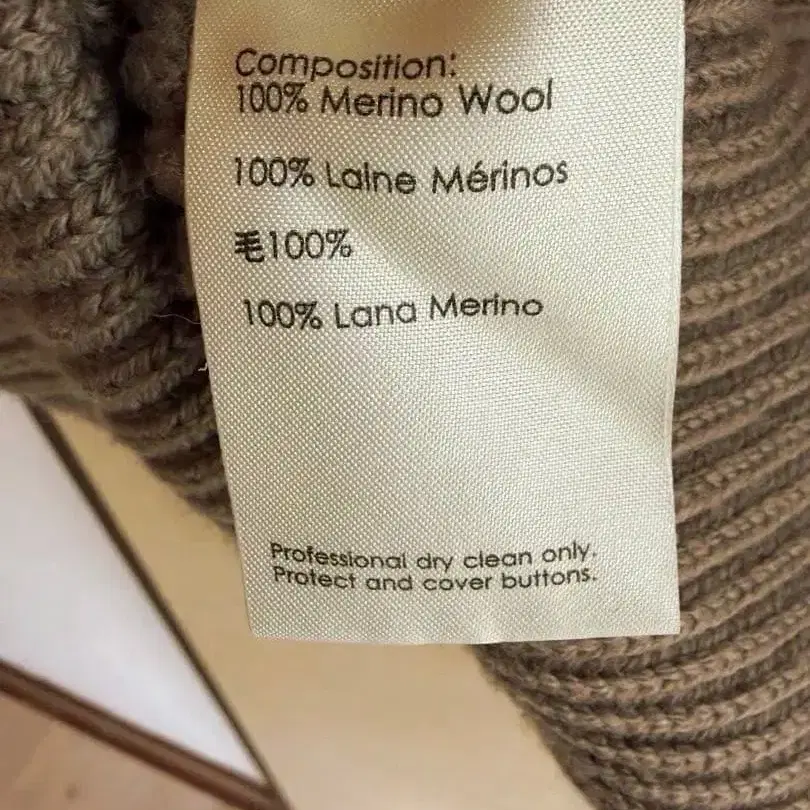 Composition:
100% Merino Wool
100% Laine Mérinos
毛100%
100% Lana Merino
Professional dry clean only.
Protect and cover buttons.